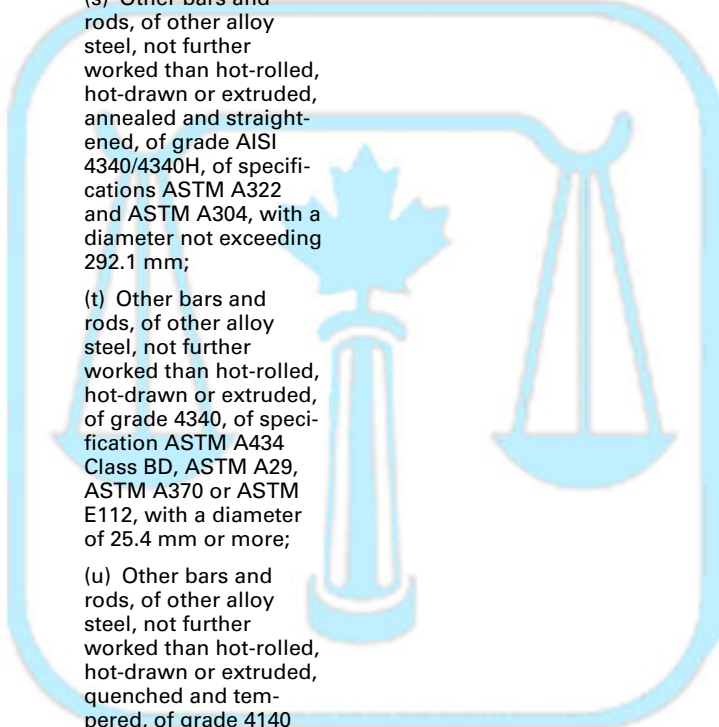 (s) Other bars and
rods, of other alloy
steel, not further
worked than hot-rolled,
hot-drawn or extruded,
annealed and straight-
ened, of grade AISI
4340/4340H, of specifi-
cations ASTM A322
and ASTM A304, with a
diameter not exceeding
292.1 mm;
(t) Other bars and
rods, of other alloy
steel, not further
worked than hot-rolled,
hot-drawn or extruded,
of grade 4340, of speci-
fication ASTM A434
Class BD, ASTM A29,
ASTM A370 or ASTM
E112, with a diameter
of 25.4 mm or more;
(u) Other bars and
rods, of other alloy
steel, not further
worked than hot-rolled,
hot-drawn or extruded,
quenched and tem-
pered, of grade 4140